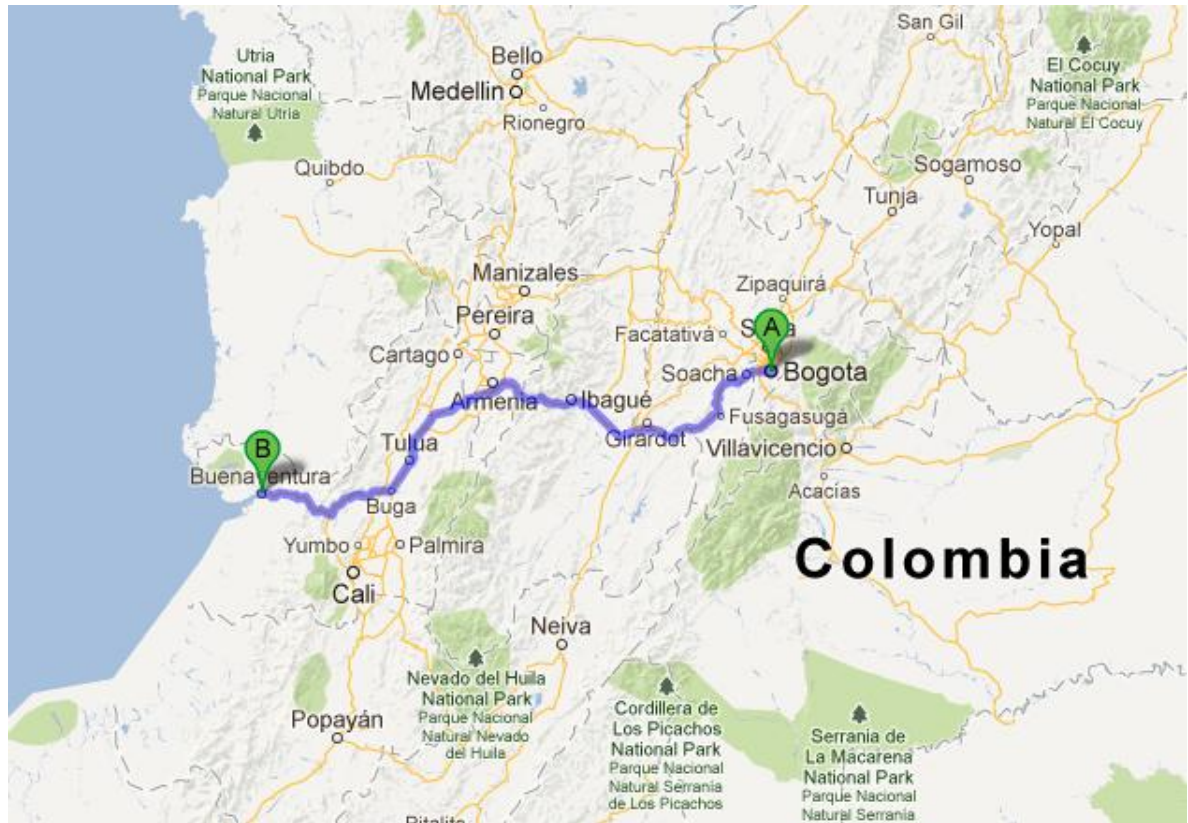 San Gil
Utria
National Park
Parque Nacional
Natural Utria
Bello
Medellin
Rionegro
El Cocuy
National Park
Parque Nacional
Natural El Cocuy
Quibdo
Sogamoso
Tunja
Yopal
Manizales
Zipaquirá
Pereira
Facatativá
A
Cartago
Soacha
Bogota
Armenia
Ibagué
Fusagasugá
Girardot
Villavicencio
Tulua
B
Buenaventura
Acacías
Buga
Yumbo
Palmira
Colombia
Cali
Neiva
Nevado del Huila
National Park
Parque Nacional
Natural Nevado
del Huila
Popayán
Cordillera de
Los Picachos
National Park
Parque Nacional
Natural Serrania
de Los Picachos
Serrania de
La Macarena
National Park
Parque Nacional
Natural Serrania